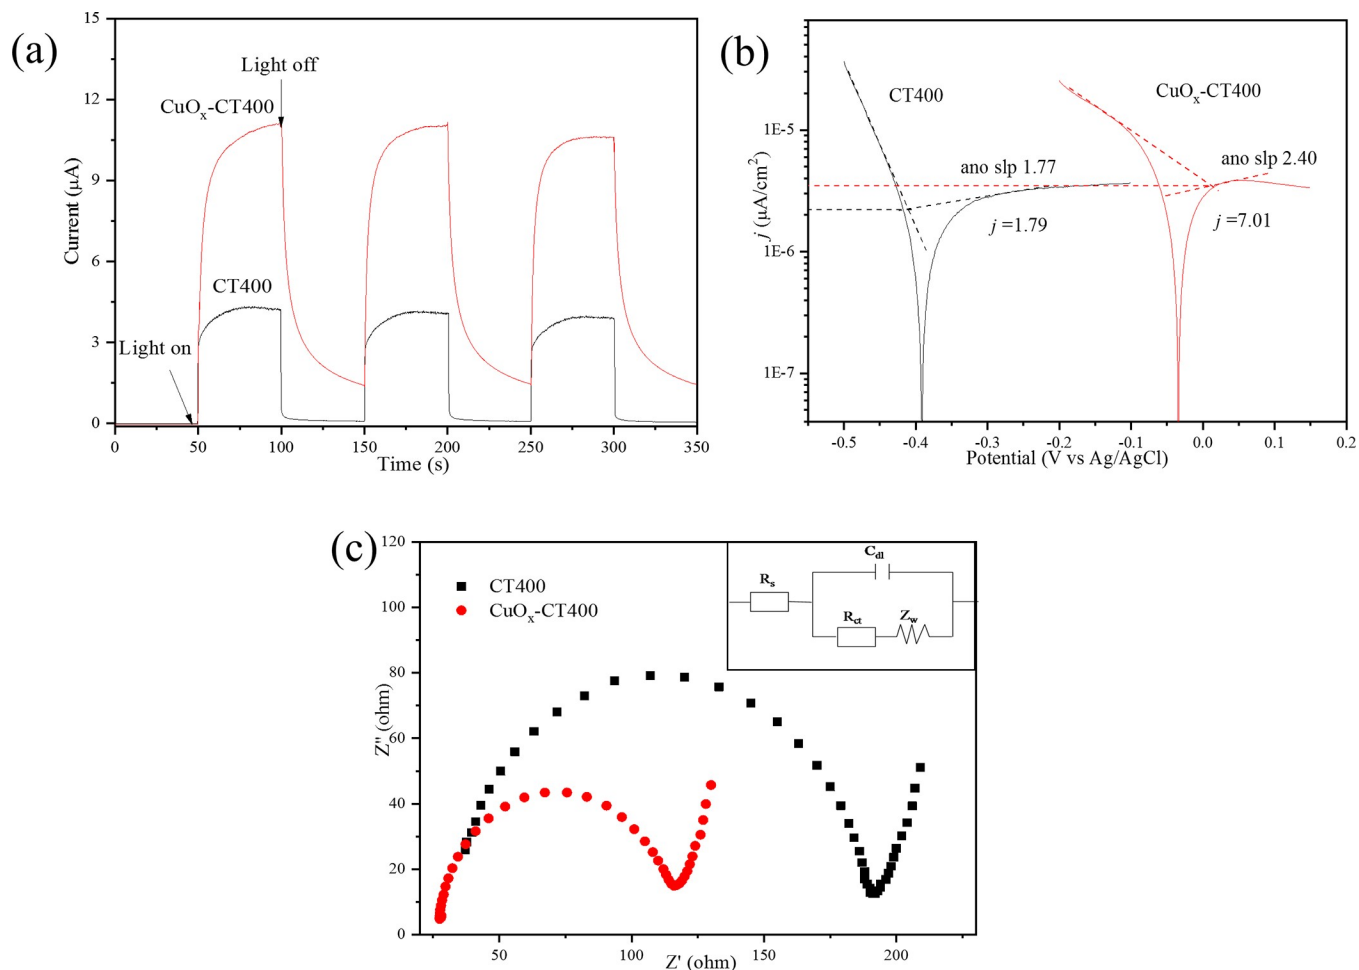 (a)
15
12
9
6
3
0
Current (μA)
Light off
CuOx-CT400
CT400
Light on
0 50 100 150 200 250 300 350
Time (s)
(b)
1E-5
1E-6
1E-7
j (μA/cm²)
CT400
CuOx-CT400
ano slp 1.77
ano slp 2.40
j =1.79
j =7.01
-0.5 -0.4 -0.3 -0.2 -0.1 0.0 0.1 0.2
Potential (V vs Ag/AgCl)
(c)
120
100
80
60
40
20
0
Z'' (ohm)
CT400
CuOx-CT400
Cdl
Rs
Rct
Zw
50 100 150 200
Z' (ohm)